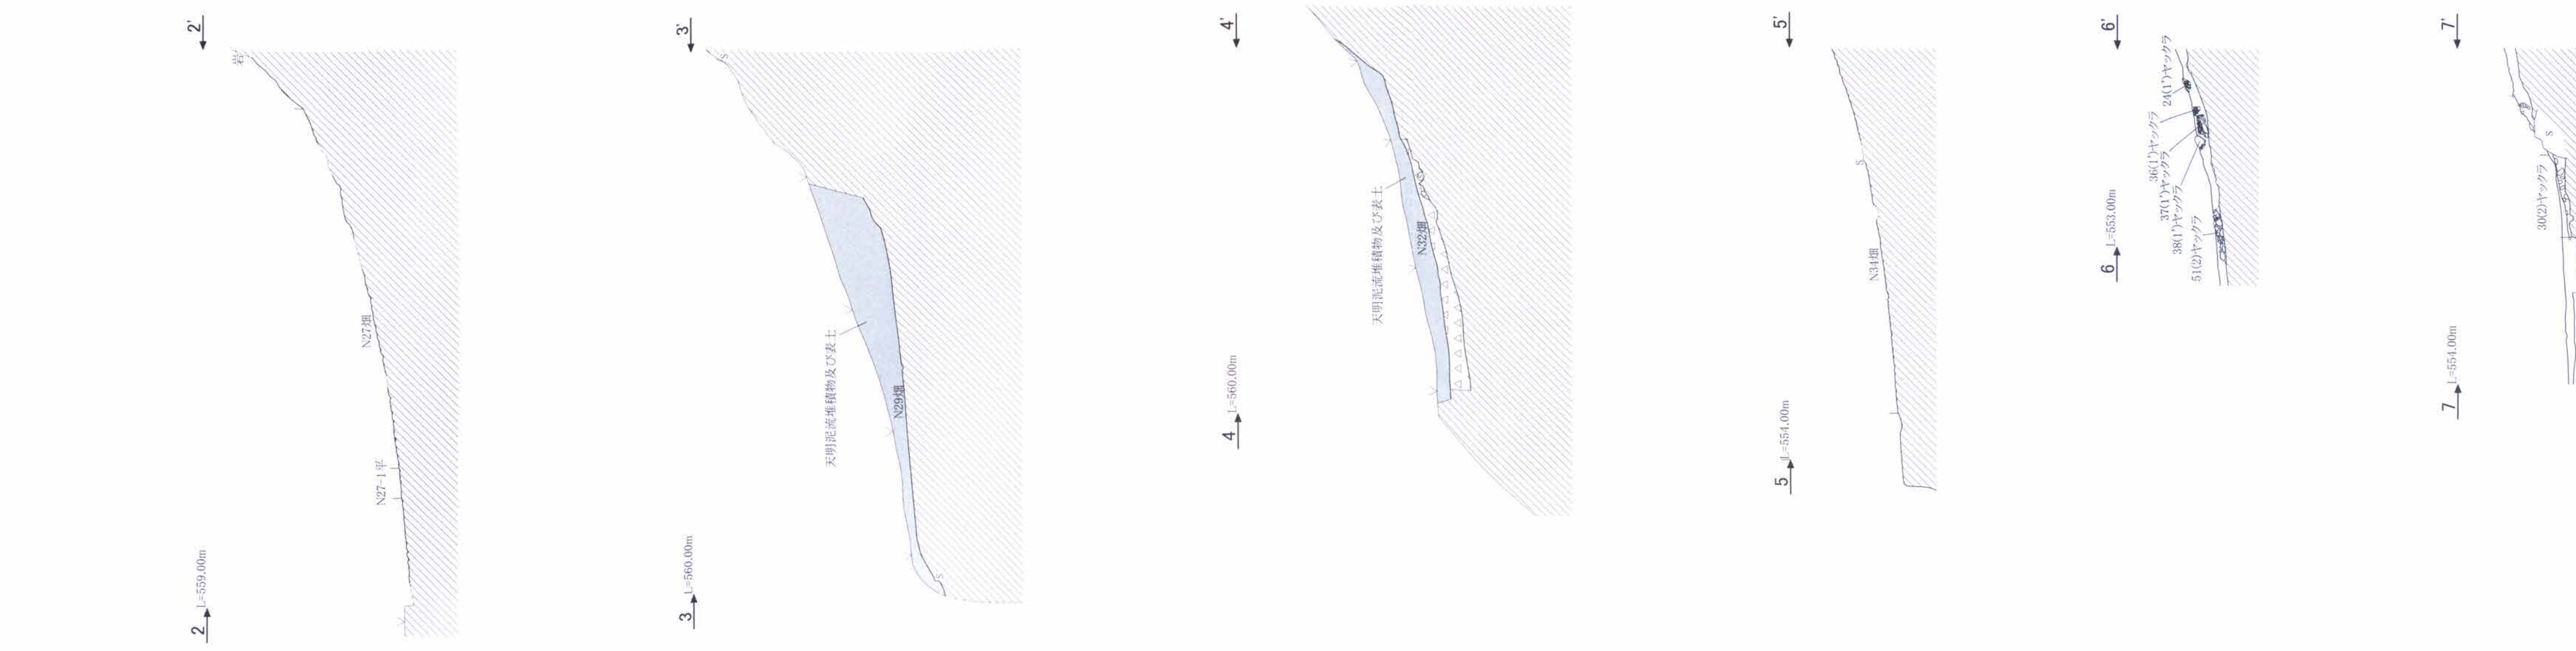 2'
岩
N27畑
N27-1平
2 L=559.00m
3'
S
天明泥流堆積物及び表土
N29畑
S
3 L=560.00m
4'
S
天明泥流堆積物及び表土
N32畑
4 L=560.00m
5'
S
N34畑
5 L=554.00m
6'
24(1')ヤックラ
36(1')ヤックラ
37(1')ヤックラ
38(1')ヤックラ
51(2)ヤックラ
6 L=553.00m
7'
S
30(2)ヤックラ
7 L=554.00m